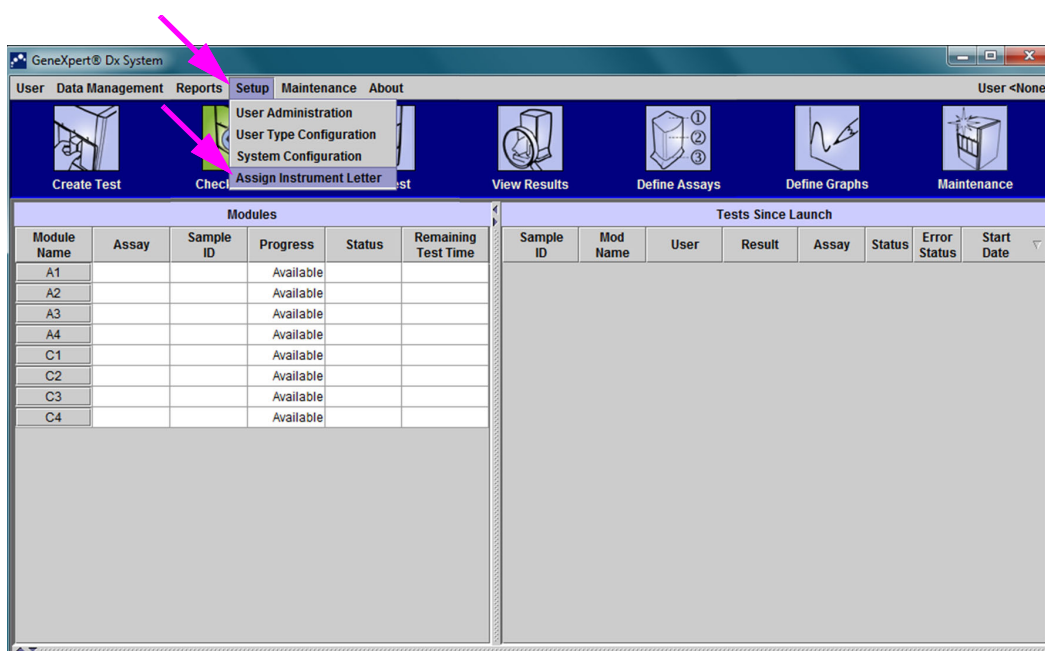 GeneXpert® Dx System
User Data Management Reports Setup Maintenance About User <None
User Administration
User Type Configuration
System Configuration
Assign Instrument Letter
Create Test
View Results
Define Assays
Define Graphs
Maintenance
①
②
③
Modules
Module Name Assay Sample ID Progress Status Remaining Test Time
A1 Available
A2 Available
A3 Available
A4 Available
C1 Available
C2 Available
C3 Available
C4 Available
Tests Since Launch
Sample ID Mod Name User Result Assay Status Error Status Start Date